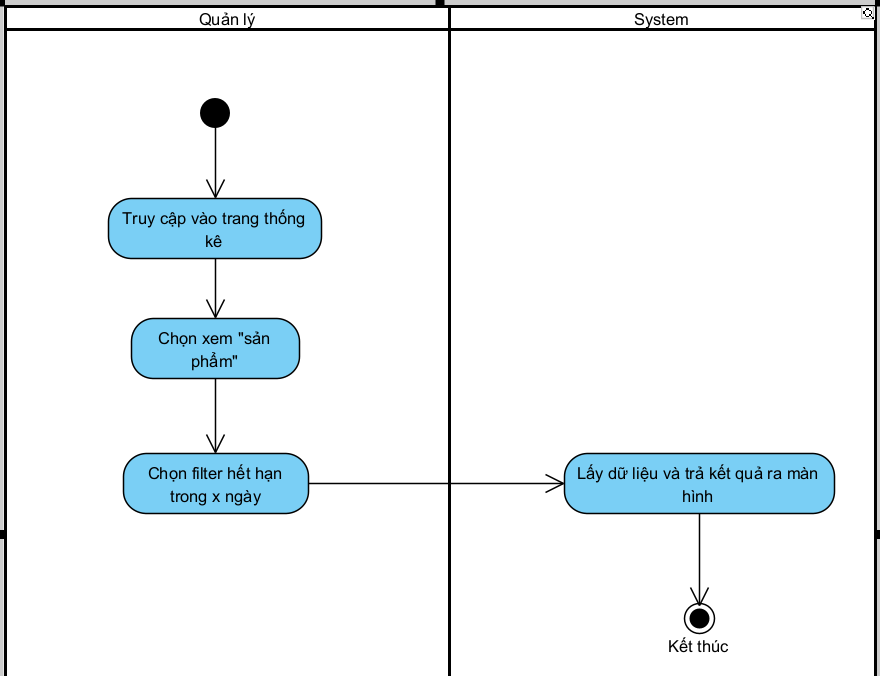 Quản lý
System
Truy cập vào trang thống
kê
Chọn xem "sản
phẩm"
Chọn filter hết hạn
trong x ngày
Lấy dữ liệu và trả kết quả ra màn
hình
Kết thúc